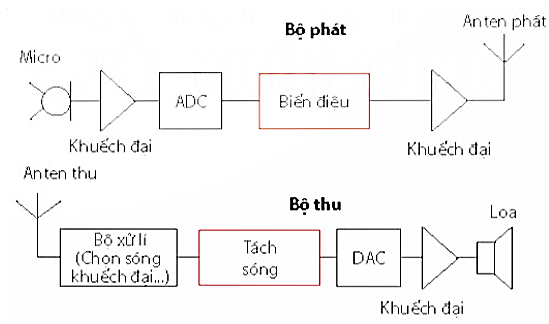 Bộ phát
Anten phát
Micro
ADC
Biến điêu
Khuếch đại
Khuếch đại
Anten thu
Bộ thu
Loa
Bộ xử lí
(Chọn sóng
khuếch đại...)
Tách
sóng
DAC
Khuếch đại